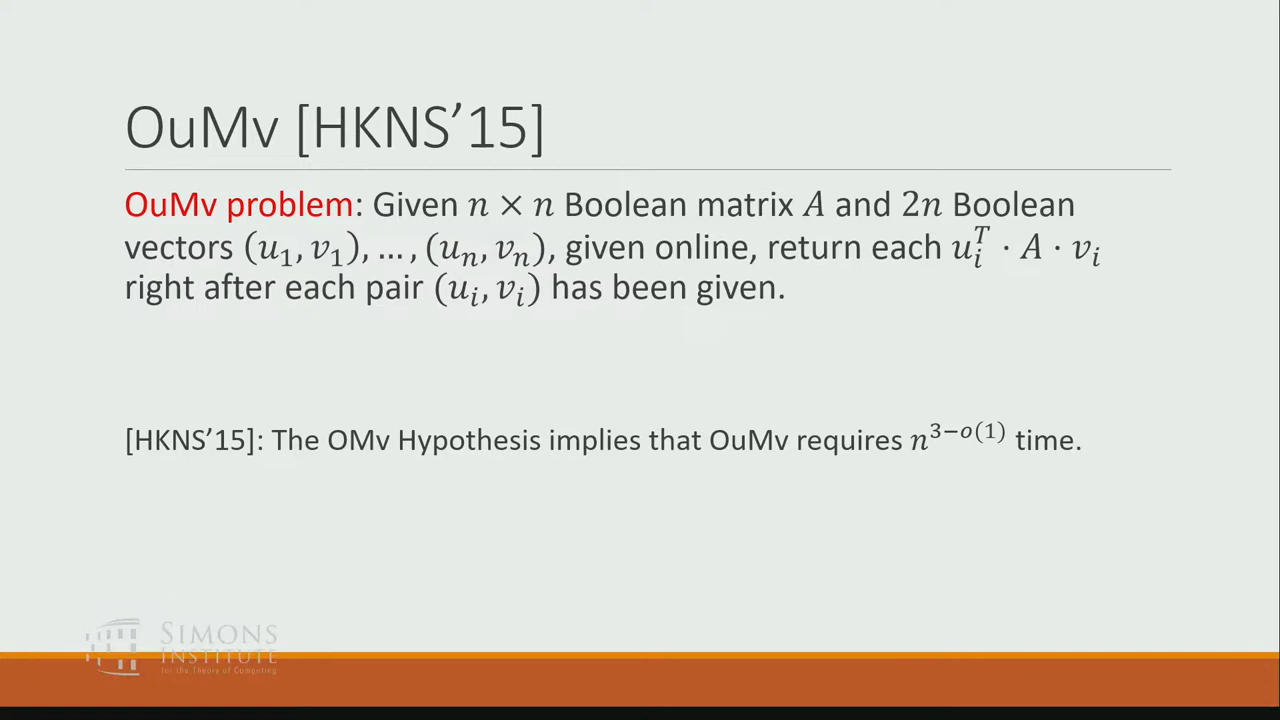 OuMv [HKNS’15]
OuMv problem: Given n × n Boolean matrix A and 2n Boolean
vectors (u₁, v₁), … , (uₙ, vₙ), given online, return each uᵢᵀ · A · vᵢ
right after each pair (uᵢ, vᵢ) has been given.
[HKNS’15]: The OMv Hypothesis implies that OuMv requires n³⁻ᵒ⁽¹⁾ time.
SIMONS
INSTITUTE
for the Theory of Computing